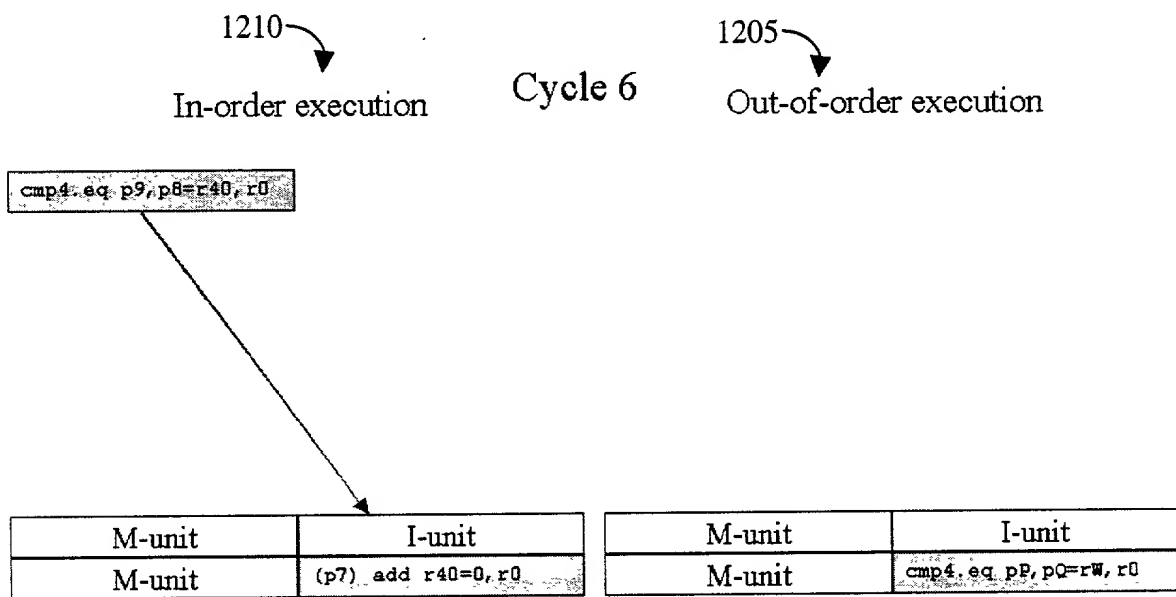 1210
1205
Cycle 6
In-order execution
Out-of-order execution
cmp4.eq p9,p8=r40,r0
M-unit I-unit
M-unit (p7) add r40=0,r0
M-unit I-unit
M-unit cmp4.eq pP,pQ=rW,r0